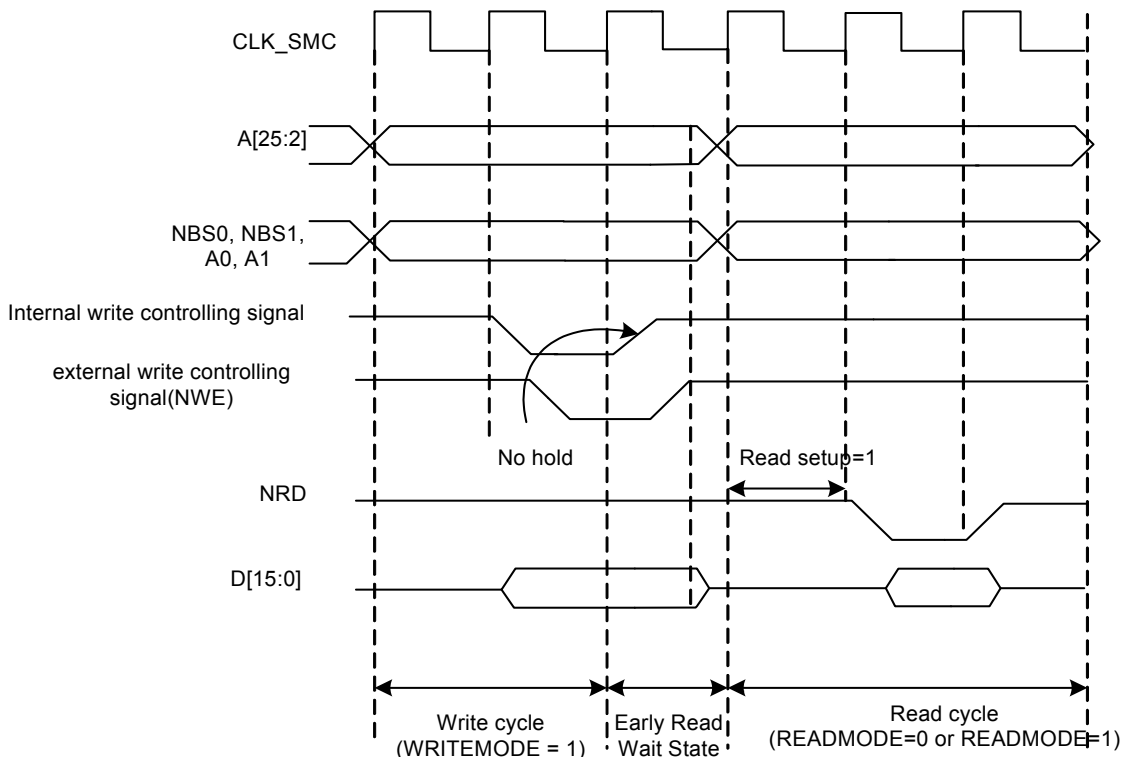 CLK_SMC
A[25:2]
NBS0, NBS1,
A0, A1
Internal write controlling signal
external write controlling
signal(NWE)
No hold
Read setup=1
NRD
D[15:0]
Write cycle
(WRITEMODE = 1)
Early Read
Wait State
Read cycle
(READMODE=0 or READMODE=1)